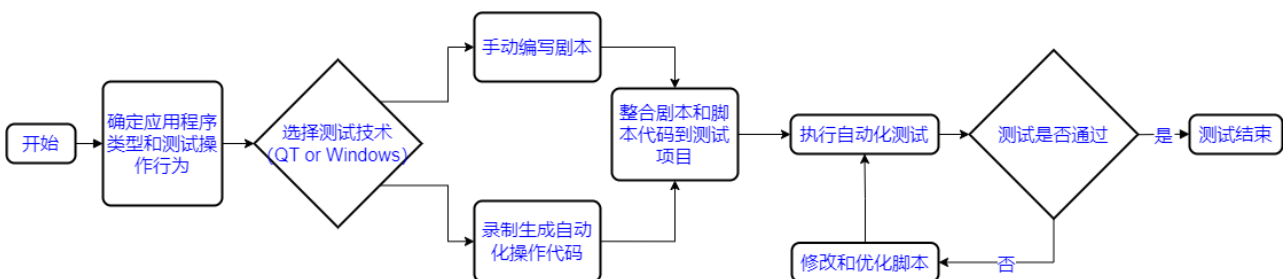 开始
确定应用程序
类型和测试操
作行为
选择测试技术
(QT or Windows)
手动编写剧本
录制生成自动
化操作代码
整合剧本和脚
本代码到测试
项目
执行自动化测试
测试是否通过
是
测试结束
否
修改和优化脚本